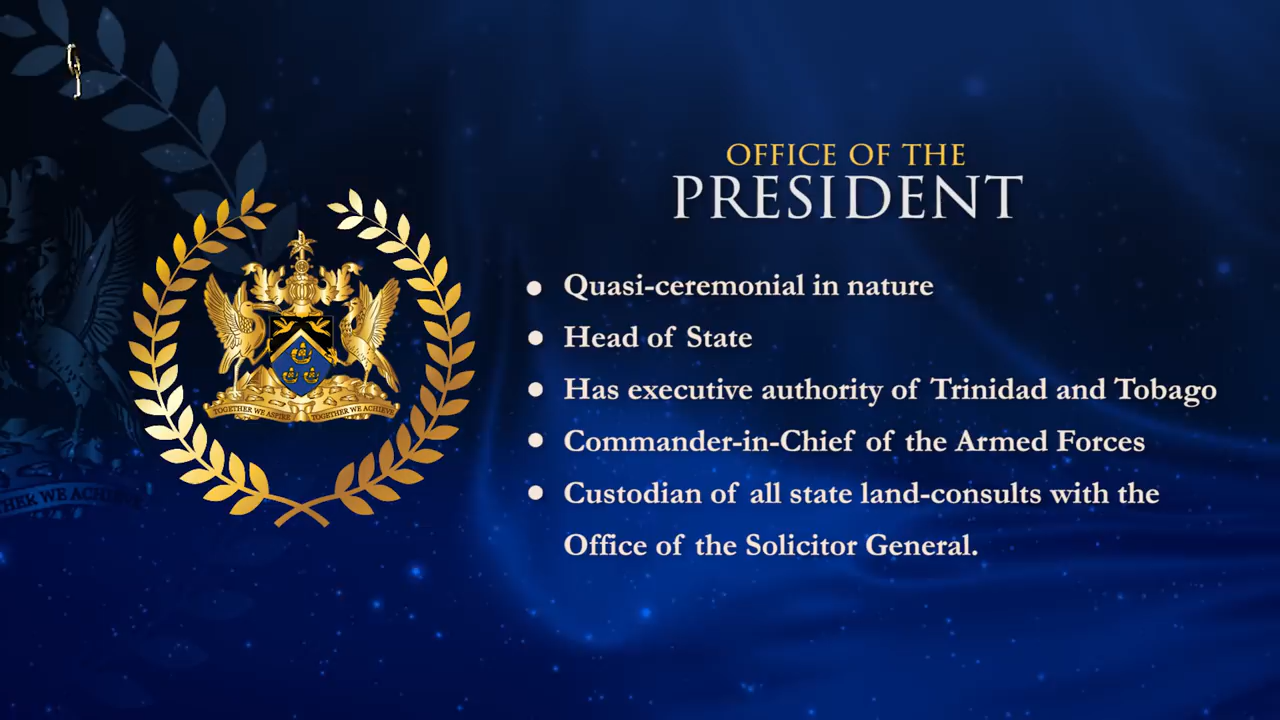 OFFICE OF THE
PRESIDENT
• Quasi-ceremonial in nature
• Head of State
• Has executive authority of Trinidad and Tobago
• Commander-in-Chief of the Armed Forces
• Custodian of all state land-consults with the
Office of the Solicitor General.
TOGETHER WE ASPIRE TOGETHER WE ACHIEVE
WE ACH